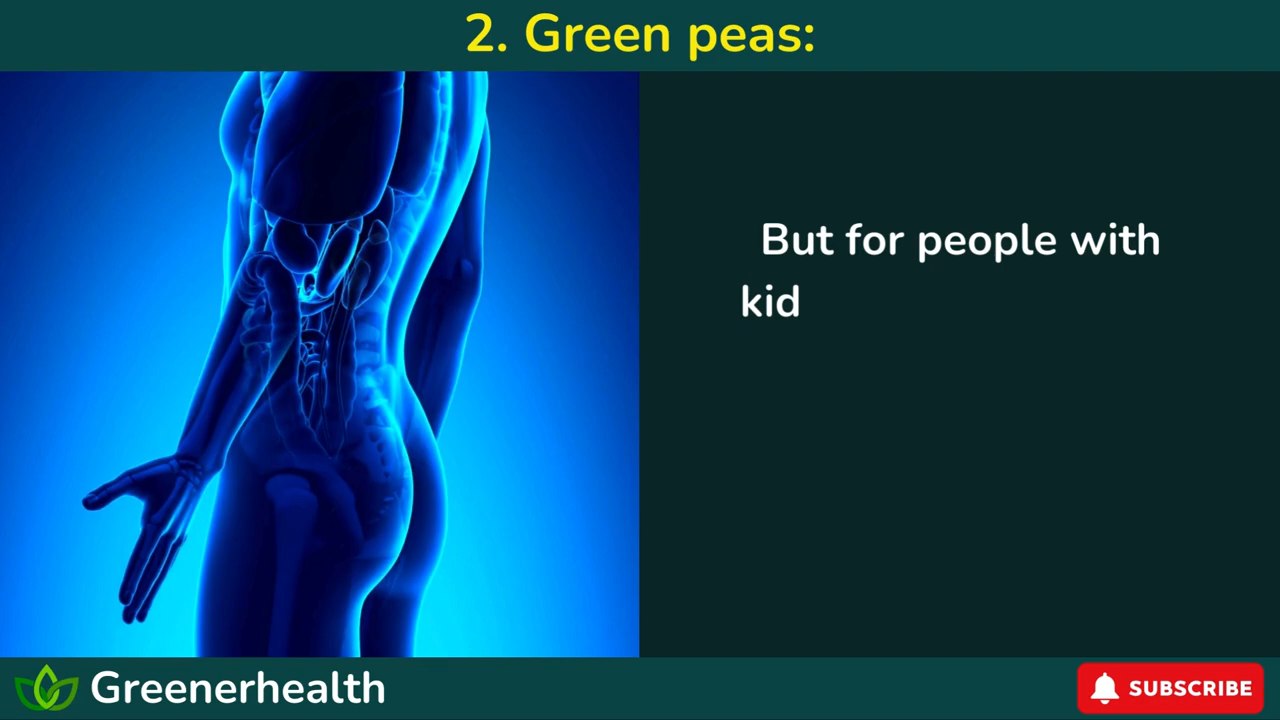 2. Green peas:
But for people with
kid
Greenerhealth
SUBSCRIBE